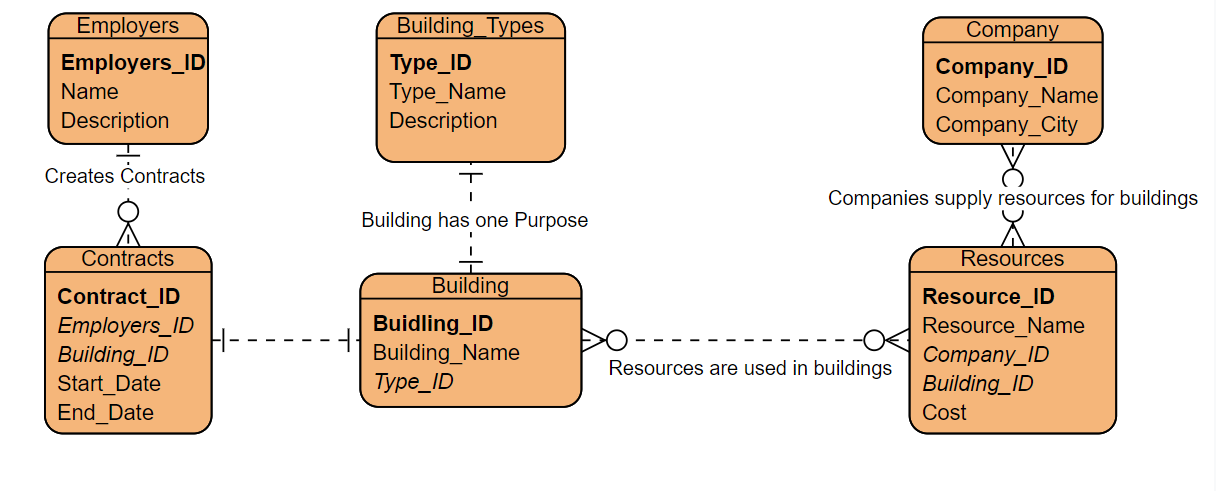 Employers
Employers_ID
Name
Description
Building_Types
Type_ID
Type_Name
Description
Company
Company_ID
Company_Name
Company_City
Creates Contracts
Building has one Purpose
Companies supply resources for buildings
Contracts
Contract_ID
Employers_ID
Building_ID
Start_Date
End_Date
Building
Buidling_ID
Building_Name
Type_ID
Resources are used in buildings
Resources
Resource_ID
Resource_Name
Company_ID
Building_ID
Cost